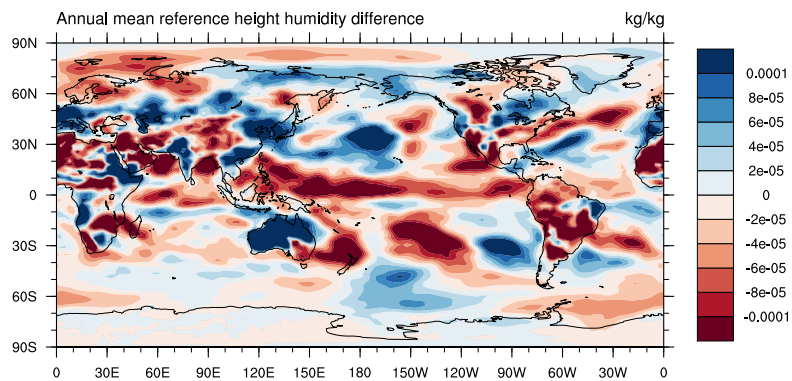 Annual mean reference height humidity difference kg/kg
90N
60N
30N
0
30S
60S
90S
0 30E 60E 90E 120E 150E 180 150W 120W 90W 60W 30W 0
0.0001
8e-05
6e-05
4e-05
2e-05
0
-2e-05
-4e-05
-6e-05
-8e-05
-0.0001